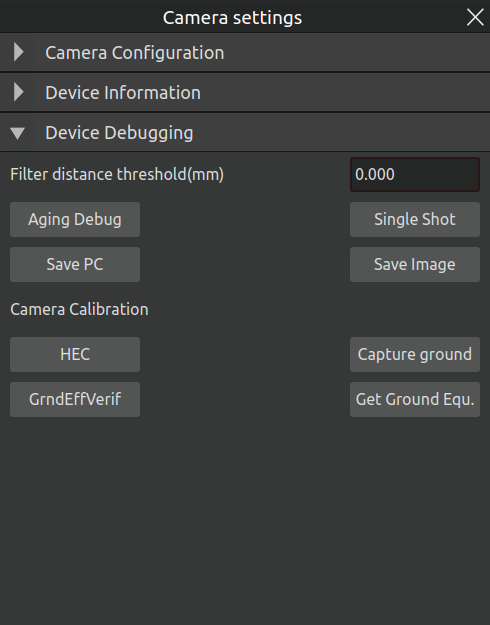 Camera settings
Camera Configuration
Device Information
Device Debugging
Filter distance threshold(mm) 0.000
Aging Debug Single Shot
Save PC Save Image
Camera Calibration
HEC Capture ground
GrndEffVerif Get Ground Equ.